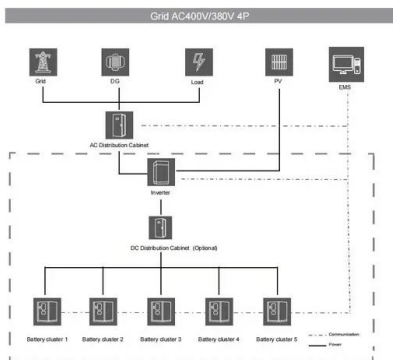 Grid AC400V/380V 4P
Grid
DG
Load
PV
EMS
AC Distribution Cabinet
Inverter
DC Distribution Cabinet (Optional)
Battery cluster 1
Battery cluster 2
Battery cluster 3
Battery cluster 4
Battery cluster 5
Communication
Power